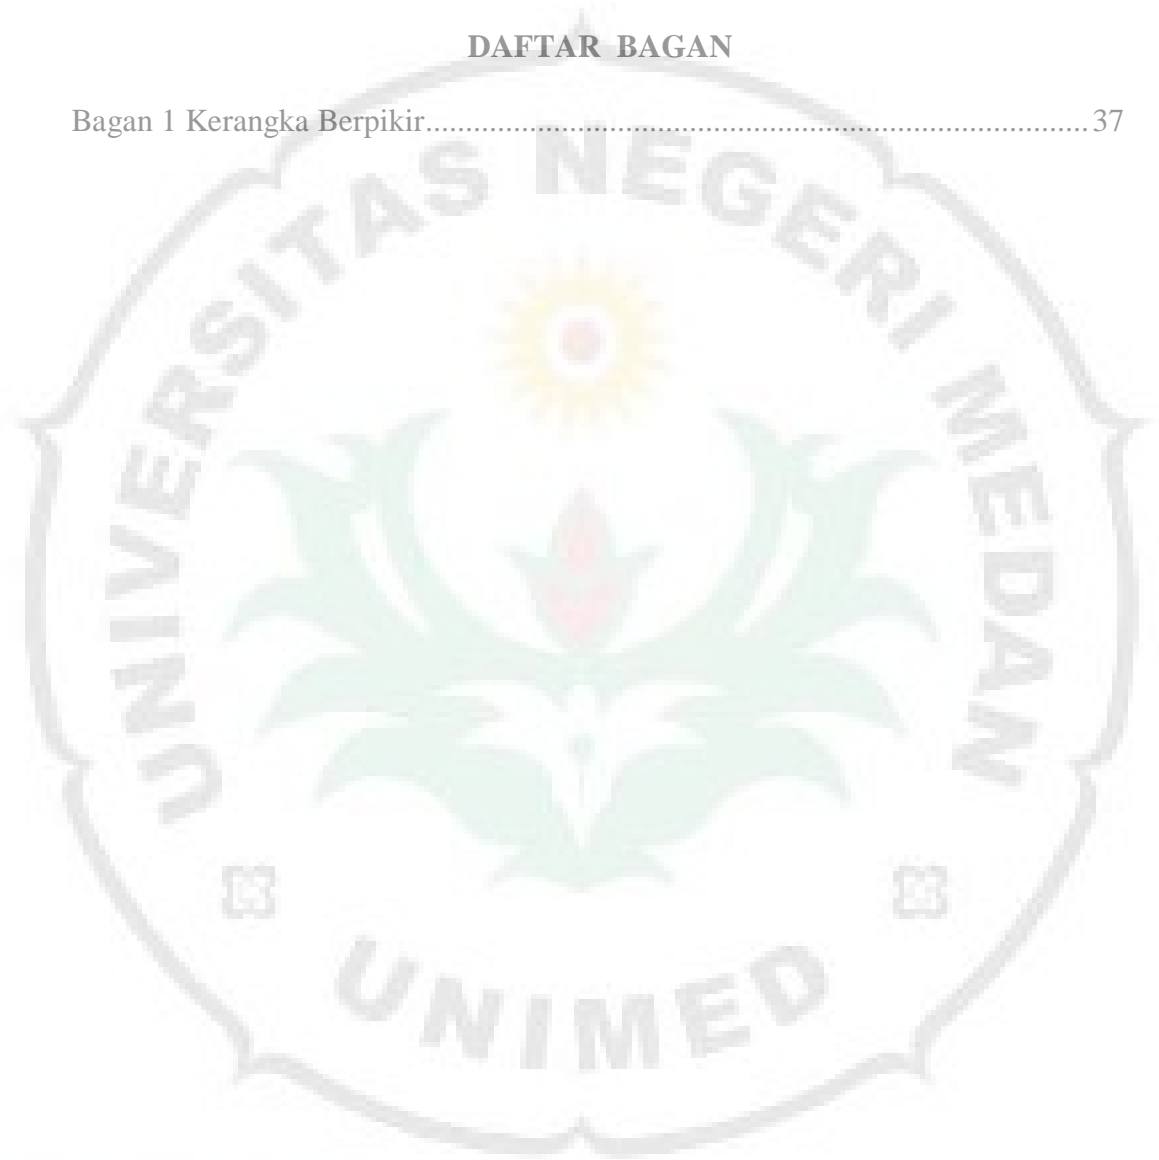 DAFTAR BAGAN
Bagan 1 Kerangka Berpikir.................................................................................37
UNIVERSITAS NEGERI MEDAN
UNIMED